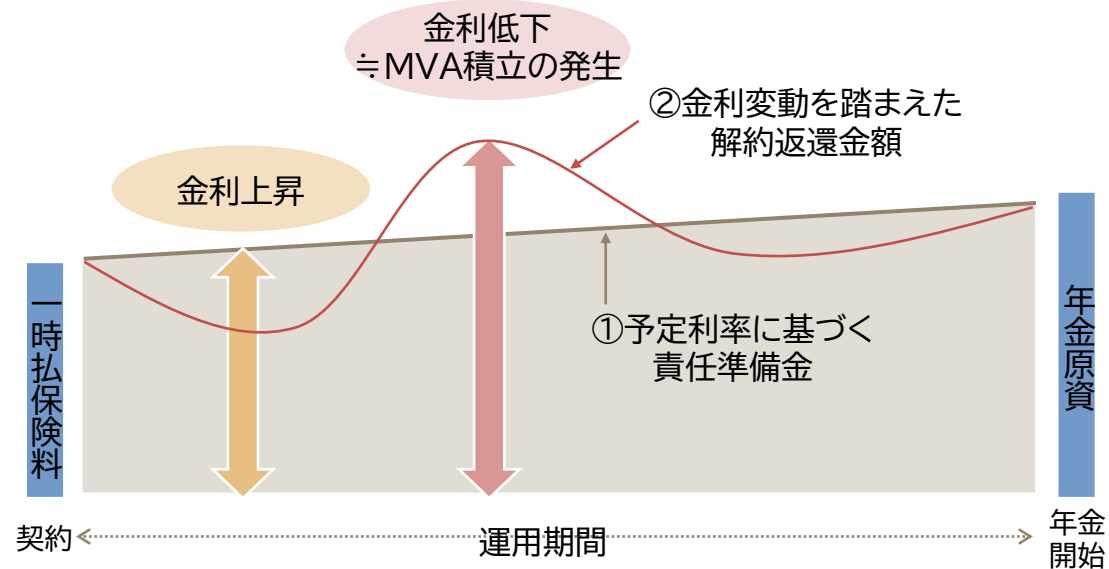 金利低下
≒MVA積立の発生
②金利変動を踏まえた
解約返還金額
金利上昇
一時払保険料
①予定利率に基づく
責任準備金
年金原資
契約
運用期間
年金
開始